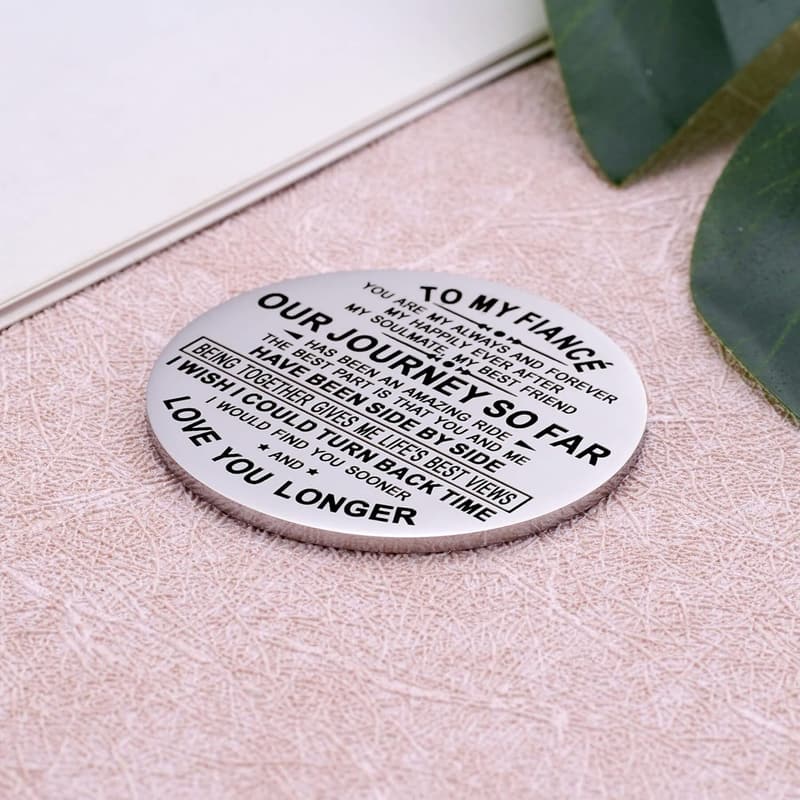 TO MY FIANCÉ
YOU ARE MY ALWAYS AND FOREVER
MY HAPPILY EVER AFTER
MY SOULMATE, MY BEST FRIEND
OUR JOURNEY SO FAR
HAS BEEN AN AMAZING RIDE
THE BEST PART IS THAT YOU AND ME
HAVE BEEN SIDE BY SIDE
BEING TOGETHER GIVES ME LIFE'S BEST VIEWS
I WISH I COULD TURN BACK TIME
I WOULD FIND YOU SOONER
AND
LOVE YOU LONGER